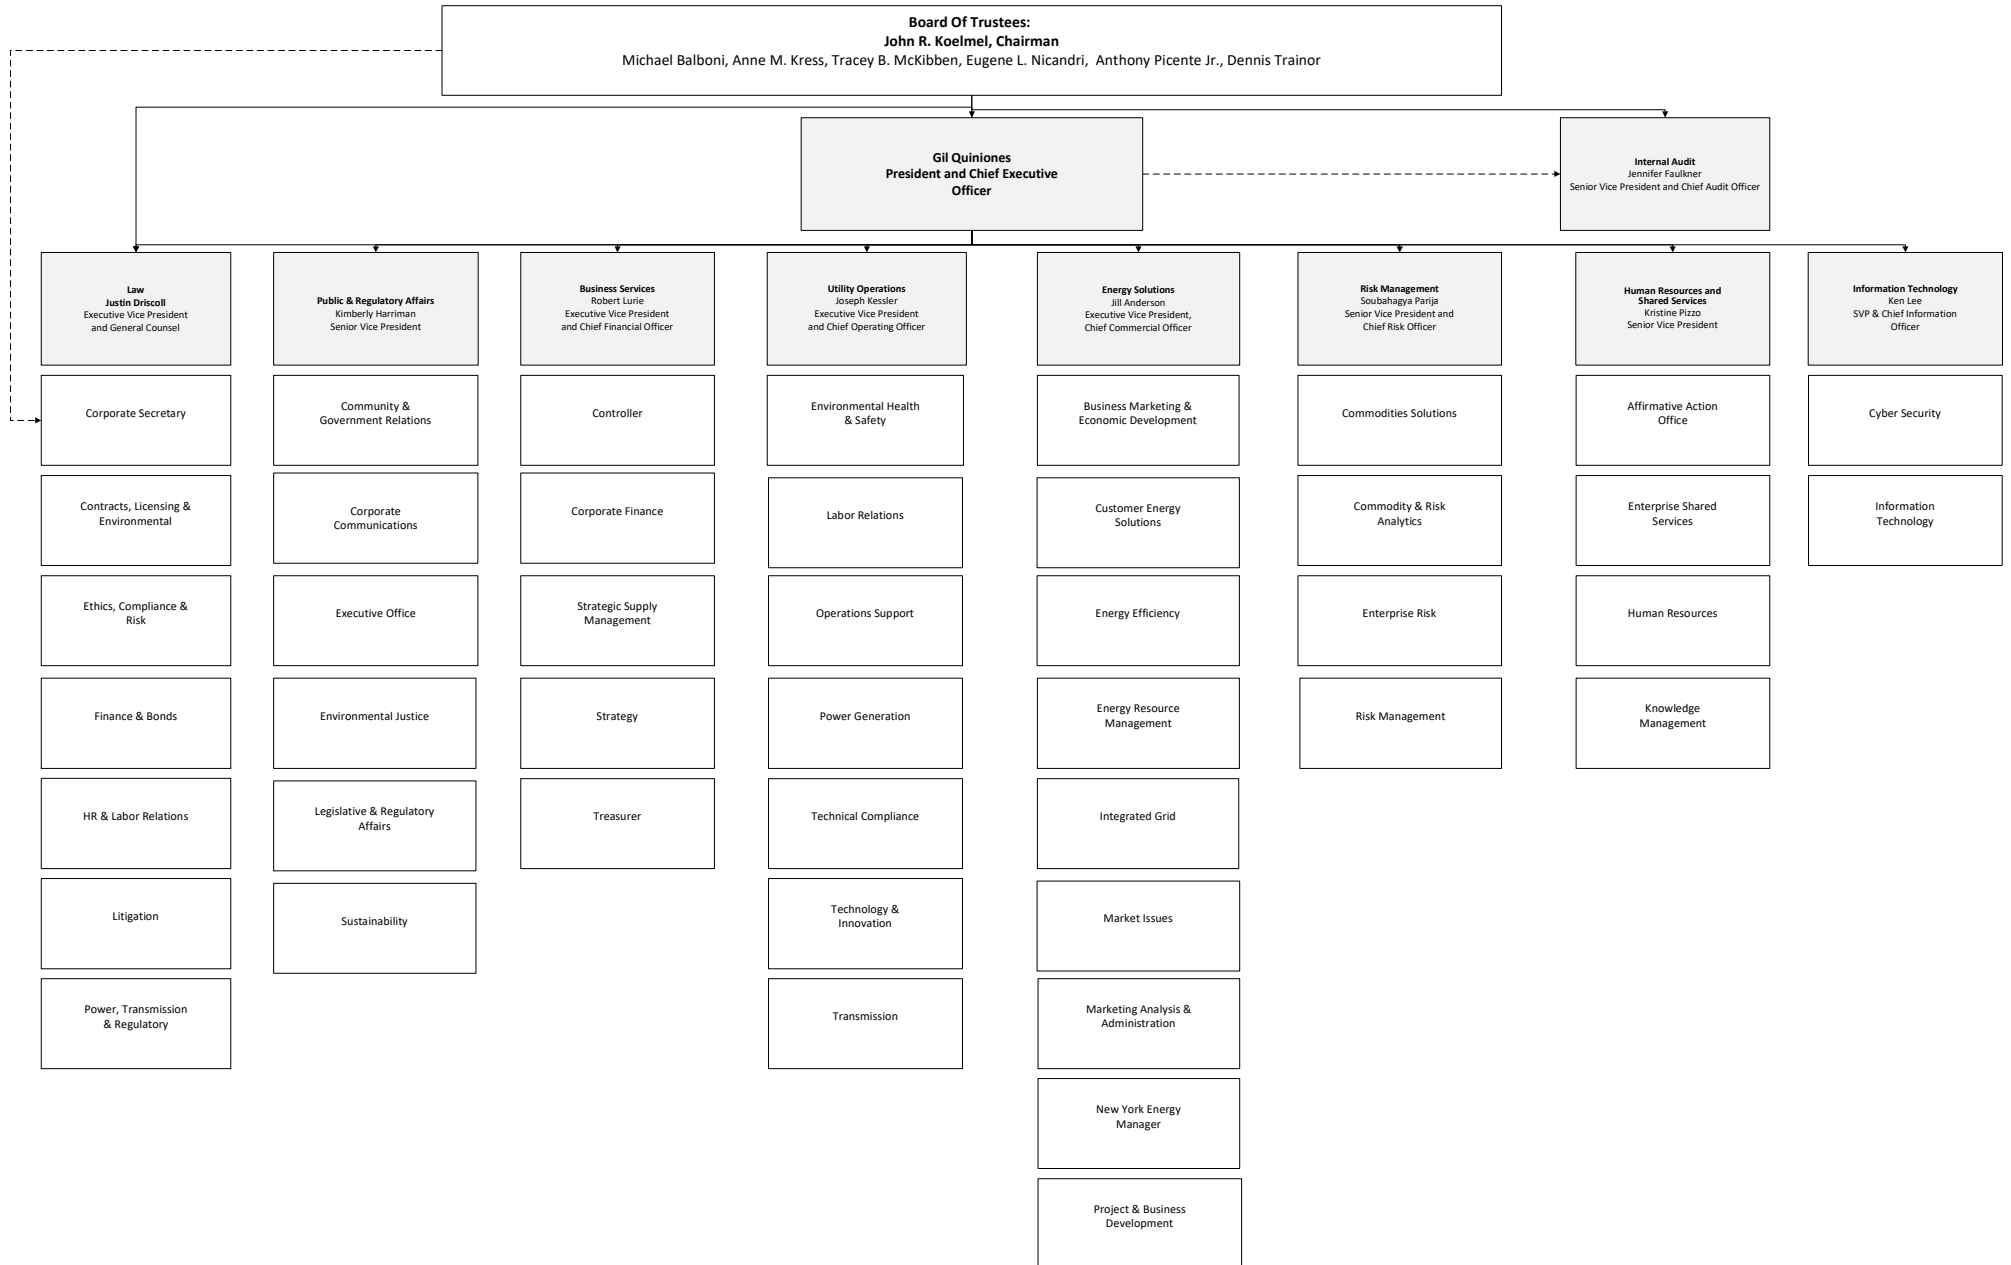 Board Of Trustees:
John R. Koelmel, Chairman
Michael Balboni, Anne M. Kress, Tracey B. McKibben, Eugene L. Nicandri, Anthony Picente Jr., Dennis Trainor
Gil Quiniones
President and Chief Executive
Officer
Internal Audit
Jennifer Faulkner
Senior Vice President and Chief Audit Officer
Law
Justin Driscoll
Executive Vice President
and General Counsel
Public & Regulatory Affairs
Kimberly Harriman
Senior Vice President
Business Services
Robert Lurie
Executive Vice President
and Chief Financial Officer
Utility Operations
Joseph Kessler
Executive Vice President
and Chief Operating Officer
Energy Solutions
Jill Anderson
Executive Vice President,
Chief Commercial Officer
Risk Management
Soubahagya Parija
Senior Vice President and
Chief Risk Officer
Human Resources and
Shared Services
Kristine Pizzo
Senior Vice President
Information Technology
Ken Lee
SVP & Chief Information
Officer
Corporate Secretary
Contracts, Licensing &
Environmental
Ethics, Compliance &
Risk
Finance & Bonds
HR & Labor Relations
Litigation
Power, Transmission
& Regulatory
Community &
Government Relations
Corporate
Communications
Executive Office
Environmental Justice
Legislative & Regulatory
Affairs
Sustainability
Controller
Corporate Finance
Strategic Supply
Management
Strategy
Treasurer
Environmental Health
& Safety
Labor Relations
Operations Support
Power Generation
Technical Compliance
Technology &
Innovation
Transmission
Business Marketing &
Economic Development
Customer Energy
Solutions
Energy Efficiency
Energy Resource
Management
Integrated Grid
Market Issues
Marketing Analysis &
Administration
New York Energy
Manager
Project & Business
Development
Commodities Solutions
Commodity & Risk
Analytics
Enterprise Risk
Risk Management
Affirmative Action
Office
Enterprise Shared
Services
Human Resources
Knowledge
Management
Cyber Security
Information
Technology